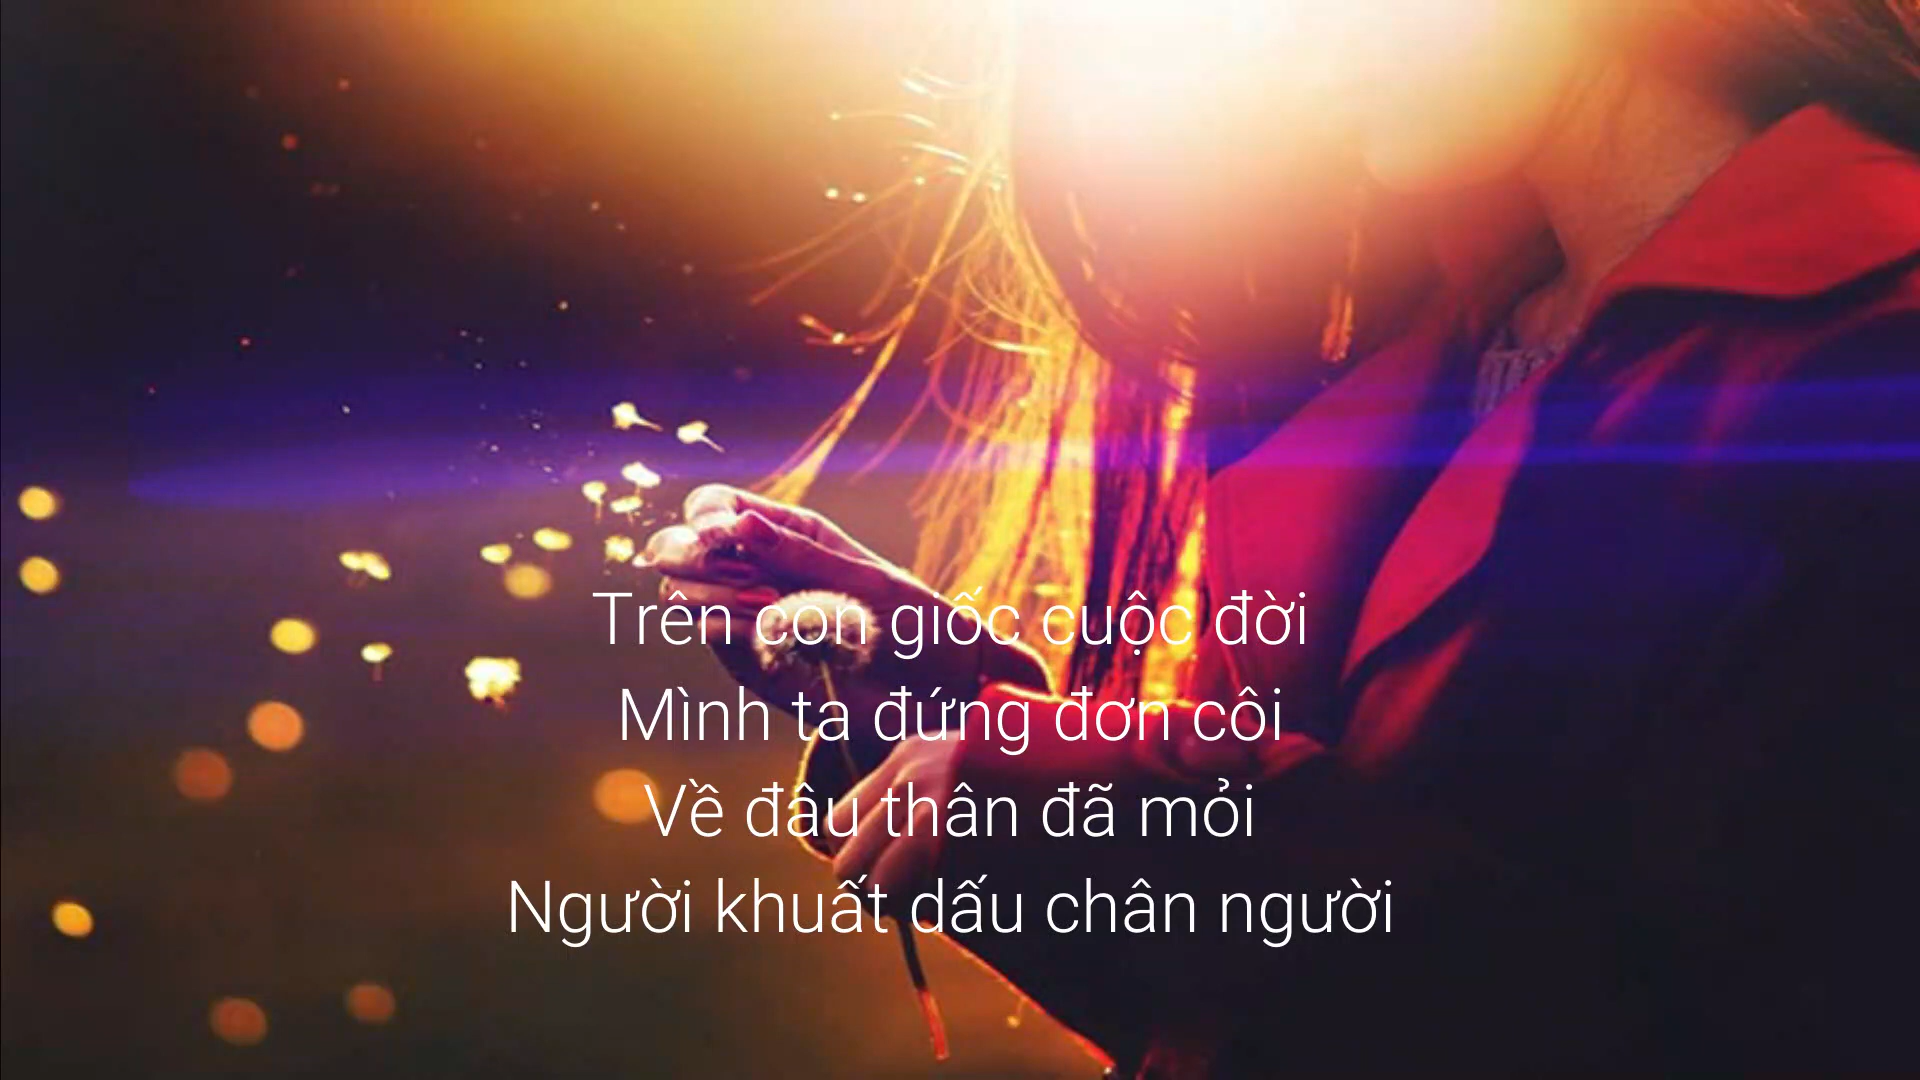 Trên con giốc cuộc đời
Mình ta đứng đơn côi
Về đâu thân đã mỏi
Người khuất dấu chân người